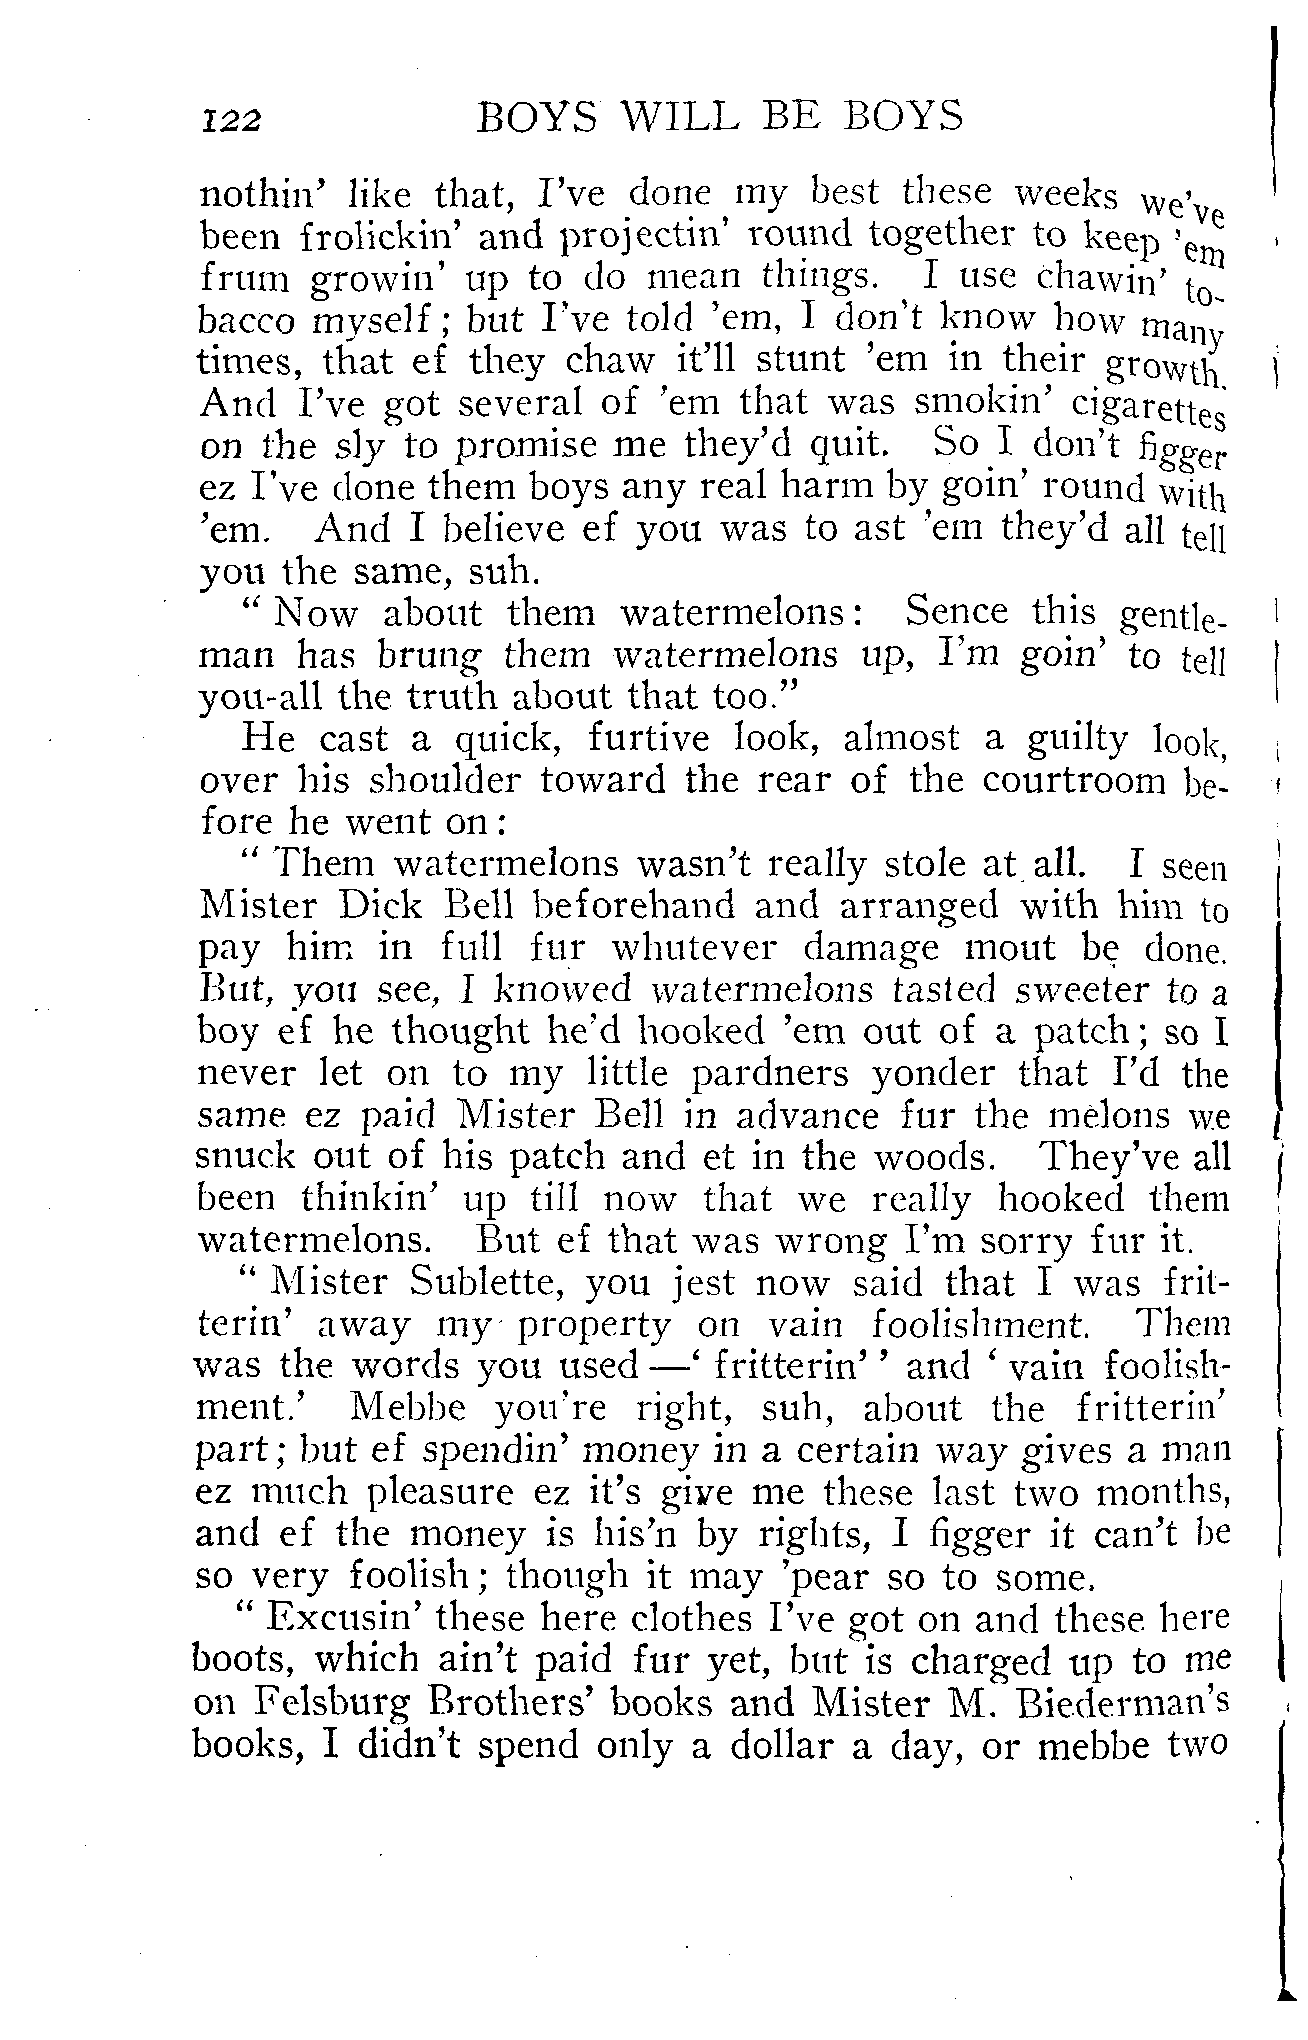 122 BOYS WILL BE BOYS
nothin' like that, I've done my best these weeks we've
been frolickin' and projectin' round together to keep 'em
frum growin' up to do mean things. I use chawin' to-
bacco myself; but I've told 'em, I don't know how many
times, that ef they chaw it'll stunt 'em in their growth.
And I've got several of 'em that was smokin' cigarettes
on the sly to promise me they'd quit. So I don't figger
ez I've done them boys any real harm by goin' round with
'em. And I believe ef you was to ast 'em they'd all tell
you the same, suh.
"Now about them watermelons: Sence this gentle-
man has brung them watermelons up, I'm goin' to tell
you-all the truth about that too."
He cast a quick, furtive look, almost a guilty look,
over his shoulder toward the rear of the courtroom be-
fore he went on:
"Them watermelons wasn't really stole at all. I seen
Mister Dick Bell beforehand and arranged with him to
pay him in full fur whutever damage mout be done.
But, you see, I knowed watermelons tasted sweeter to a
boy ef he thought he'd hooked 'em out of a patch; so I
never let on to my little pardners yonder that I'd the
same ez paid Mister Bell in advance fur the melons we
snuck out of his patch and et in the woods. They've all
been thinkin' up till now that we really hooked them
watermelons. But ef that was wrong I'm sorry fur it.
"Mister Sublette, you jest now said that I was frit-
terin' away my property on vain foolishment. Them
was the words you used—'fritterin'' and 'vain foolish-
ment.' Mebbe you're right, suh, about the fritterin'
part; but ef spendin' money in a certain way gives a man
ez much pleasure ez it's give me these last two months,
and ef the money is his'n by rights, I figger it can't be
so very foolish; though it may 'pear so to some.
"Excusin' these here clothes I've got on and these here
boots, which ain't paid fur yet, but is charged up to me
on Felsburg Brothers' books and Mister M. Biederman's
books, I didn't spend only a dollar a day, or mebbe two